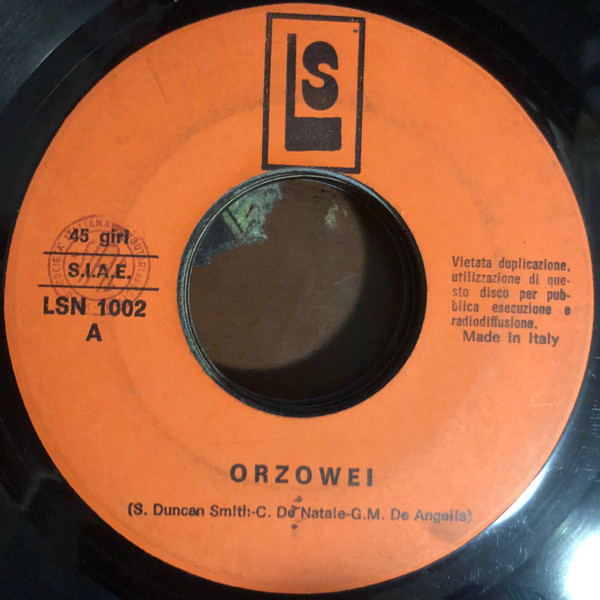 LS
45 giri
S.I.A.E.
LSN 1002
A
Vietata duplicazione,
utilizzazione di que-
sto disco per pub-
blica esecuzione e
radiodiffusione.
Made in Italy
ORZOWEI
(S. Duncan Smith-C. De Natale-G.M. De Angelis)